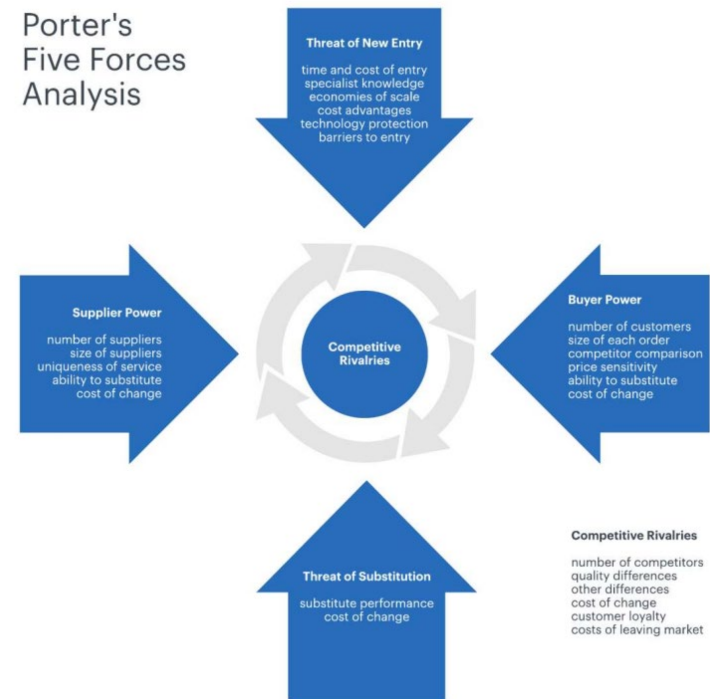 Porter's
Five Forces
Analysis
Threat of New Entry
time and cost of entry
specialist knowledge
economies of scale
cost advantages
technology protection
barriers to entry
Supplier Power
number of suppliers
size of suppliers
uniqueness of service
ability to substitute
cost of change
Competitive
Rivalries
Buyer Power
number of customers
size of each order
competitor comparison
price sensitivity
ability to substitute
cost of change
Threat of Substitution
substitute performance
cost of change
Competitive Rivalries
number of competitors
quality differences
other differences
cost of change
customer loyalty
costs of leaving market